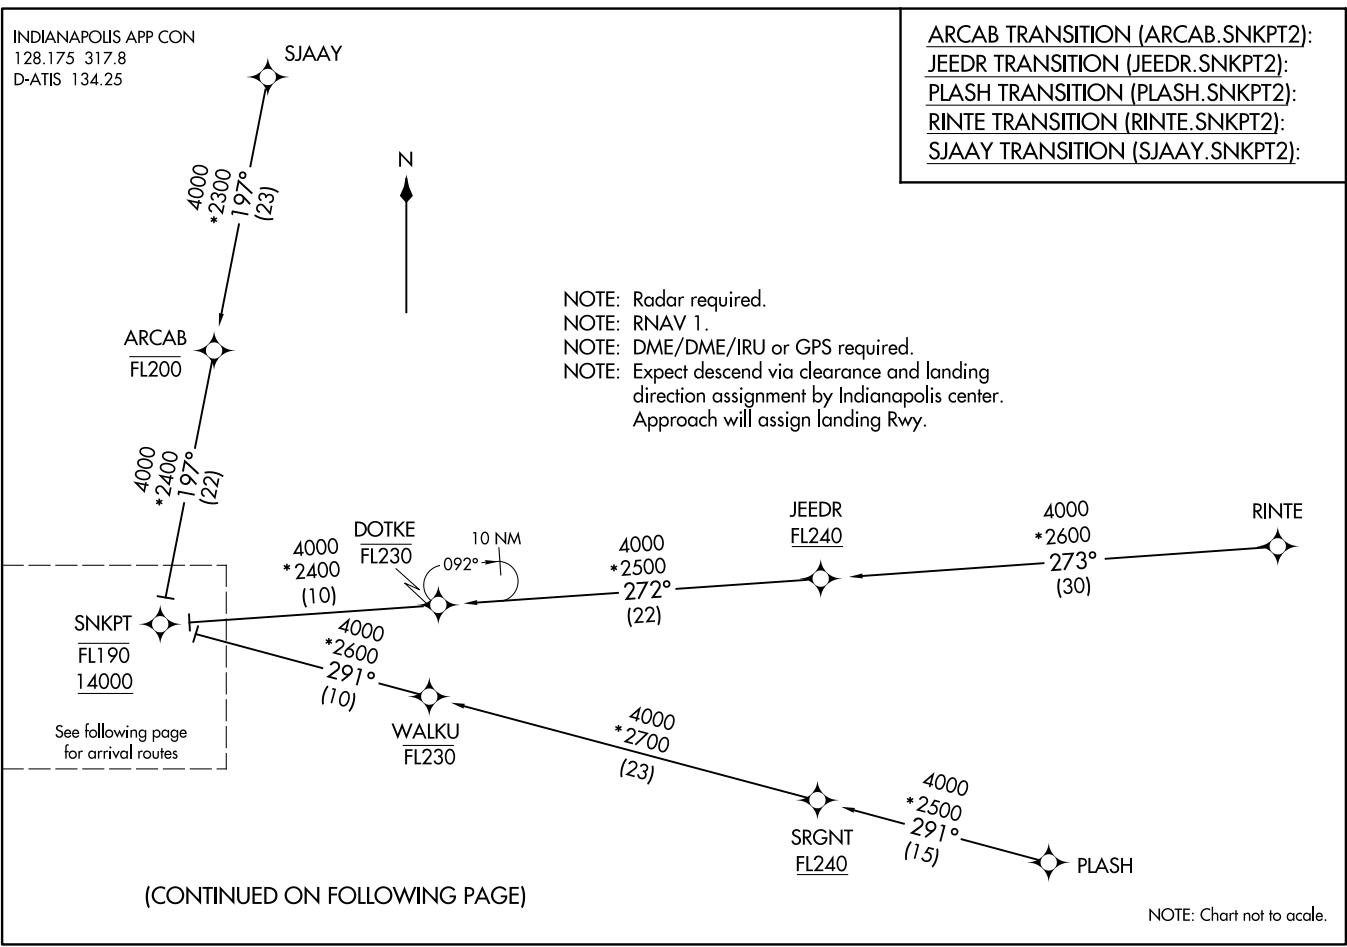 INDIANAPOLIS APP CON
128.175 317.8
D-ATIS 134.25
SJAAY
ARCAB TRANSITION (ARCAB.SNKPT2):
JEEDR TRANSITION (JEEDR.SNKPT2):
PLASH TRANSITION (PLASH.SNKPT2):
RINTE TRANSITION (RINTE.SNKPT2):
SJAAY TRANSITION (SJAAY.SNKPT2):
N
4000
*2300
197°
(23)
NOTE: Radar required.
NOTE: RNAV 1.
NOTE: DME/DME/IRU or GPS required.
NOTE: Expect descend via clearance and landing
direction assignment by Indianapolis center.
Approach will assign landing Rwy.
ARCAB
FL200
4000
*2400
197°
(22)
DOTKE
FL230
10 NM
092°
4000
*2400
(10)
4000
*2500
272°
(22)
JEEDR
FL240
4000
*2600
273°
(30)
RINTE
SNKPT
FL190
14000
See following page
for arrival routes
4000
*2600
291°
(10)
WALKU
FL230
4000
*2700
(23)
SRGNT
FL240
4000
*2500
291°
(15)
PLASH
(CONTINUED ON FOLLOWING PAGE)
NOTE: Chart not to acale.